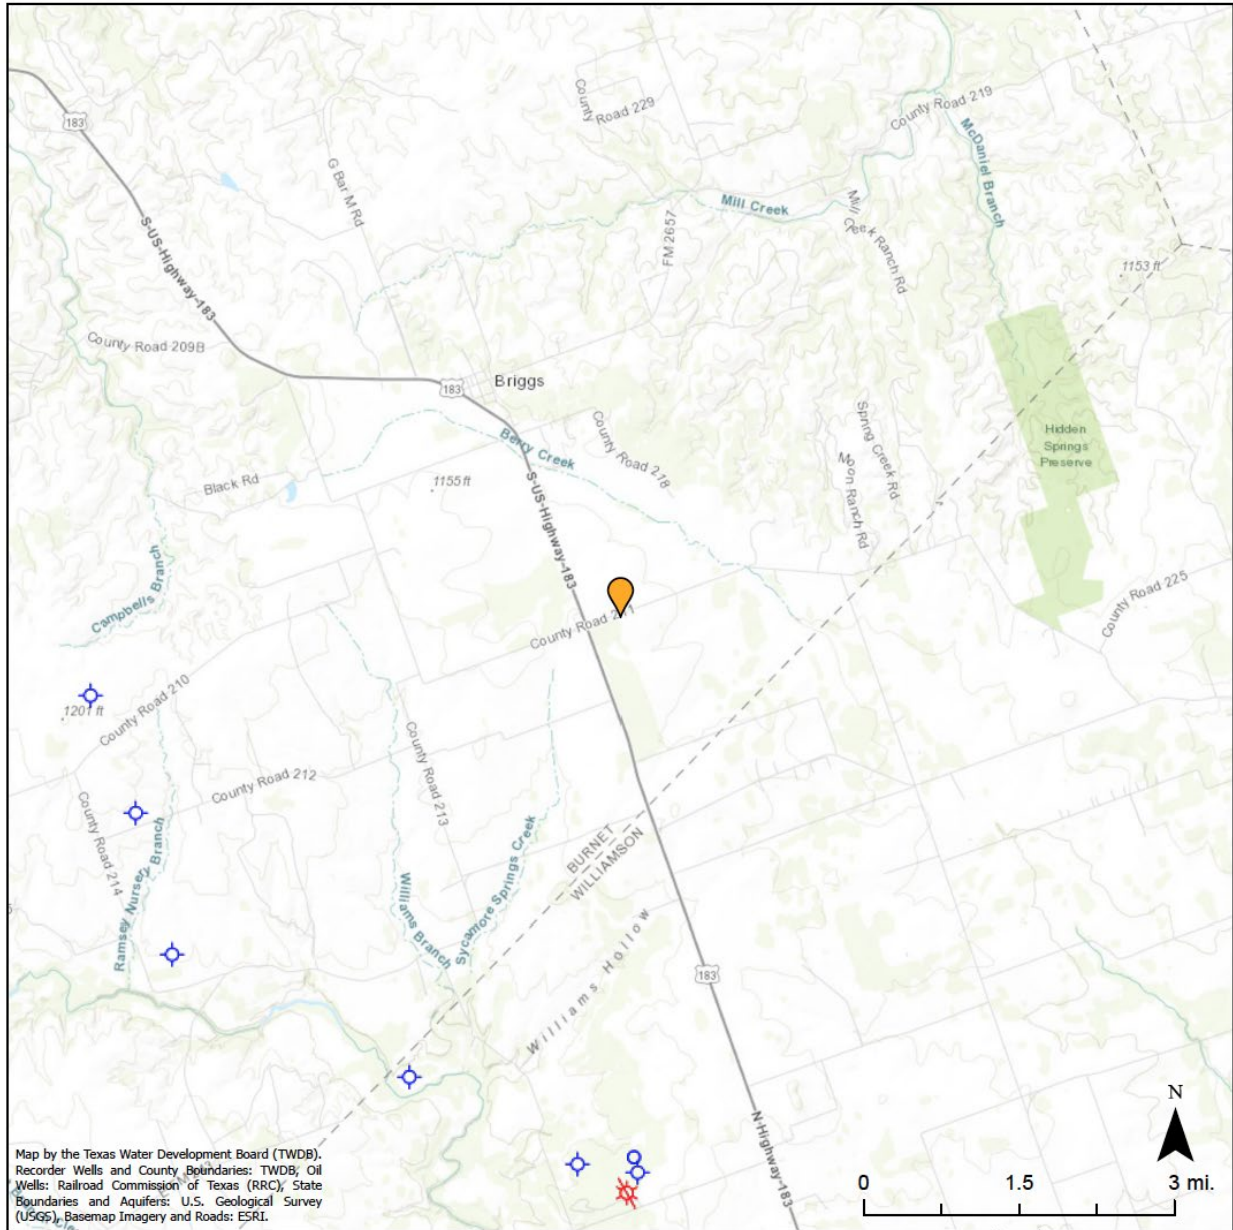 County Road 229
County Road 219
183
McDaniel Branch
G Bar M Rd
Mill Creek
Mill Creek Ranch Rd
FM 2657
S-US-Highway-183
1153 ft
County Road 209B
183
Briggs
Berry Creek
County Road 218
Spring Creek Rd
Hidden
Springs
Preserve
Moon Ranch Rd
Black Rd
1155 ft
S-US-Highway-183
Campbells Branch
County Road 225
County Road
1201 ft
County Road 210
County Road 212
County Road 213
County Road 214
Ramsey Nursery Branch
Williams Branch
Sycamore Springs Creek
BURNET
WILLIAMSON
Williams Hollow
183
N-Highway-183
N
0 1.5 3 mi.
Map by the Texas Water Development Board (TWDB).
Recorder Wells and County Boundaries: TWDB, Oil
Wells: Railroad Commission of Texas (RRC), State
Boundaries and Aquifers: U.S. Geological Survey
(USGS), Basemap Imagery and Roads: ESRI.